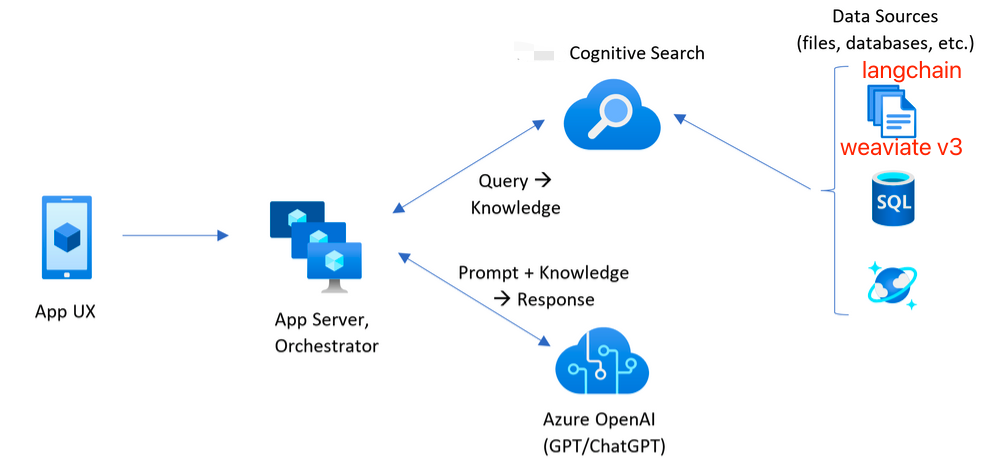 Data Sources
(files, databases, etc.)
langchain
weaviate v3
SQL
Cognitive Search
Query →
Knowledge
Prompt + Knowledge
→ Response
App UX
App Server,
Orchestrator
Azure OpenAI
(GPT/ChatGPT)